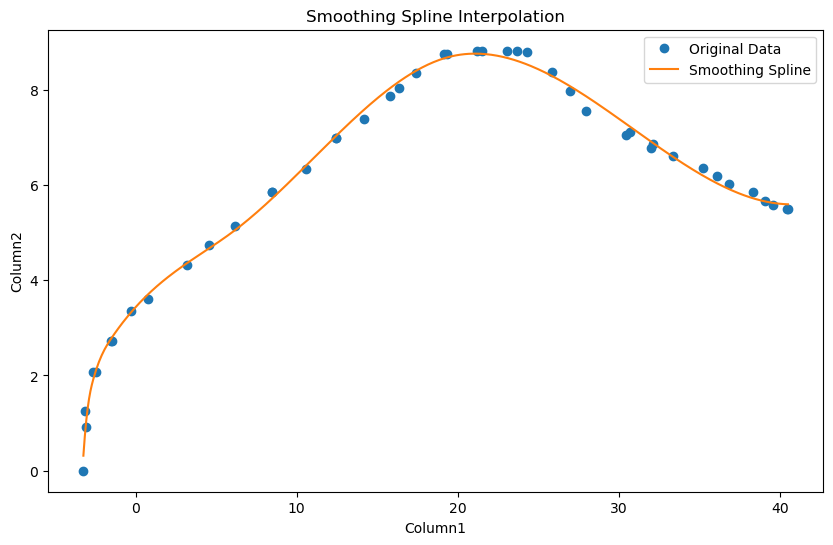 Smoothing Spline Interpolation
Original Data
Smoothing Spline
Column2
8
6
4
2
0
0 10 20 30 40
Column1